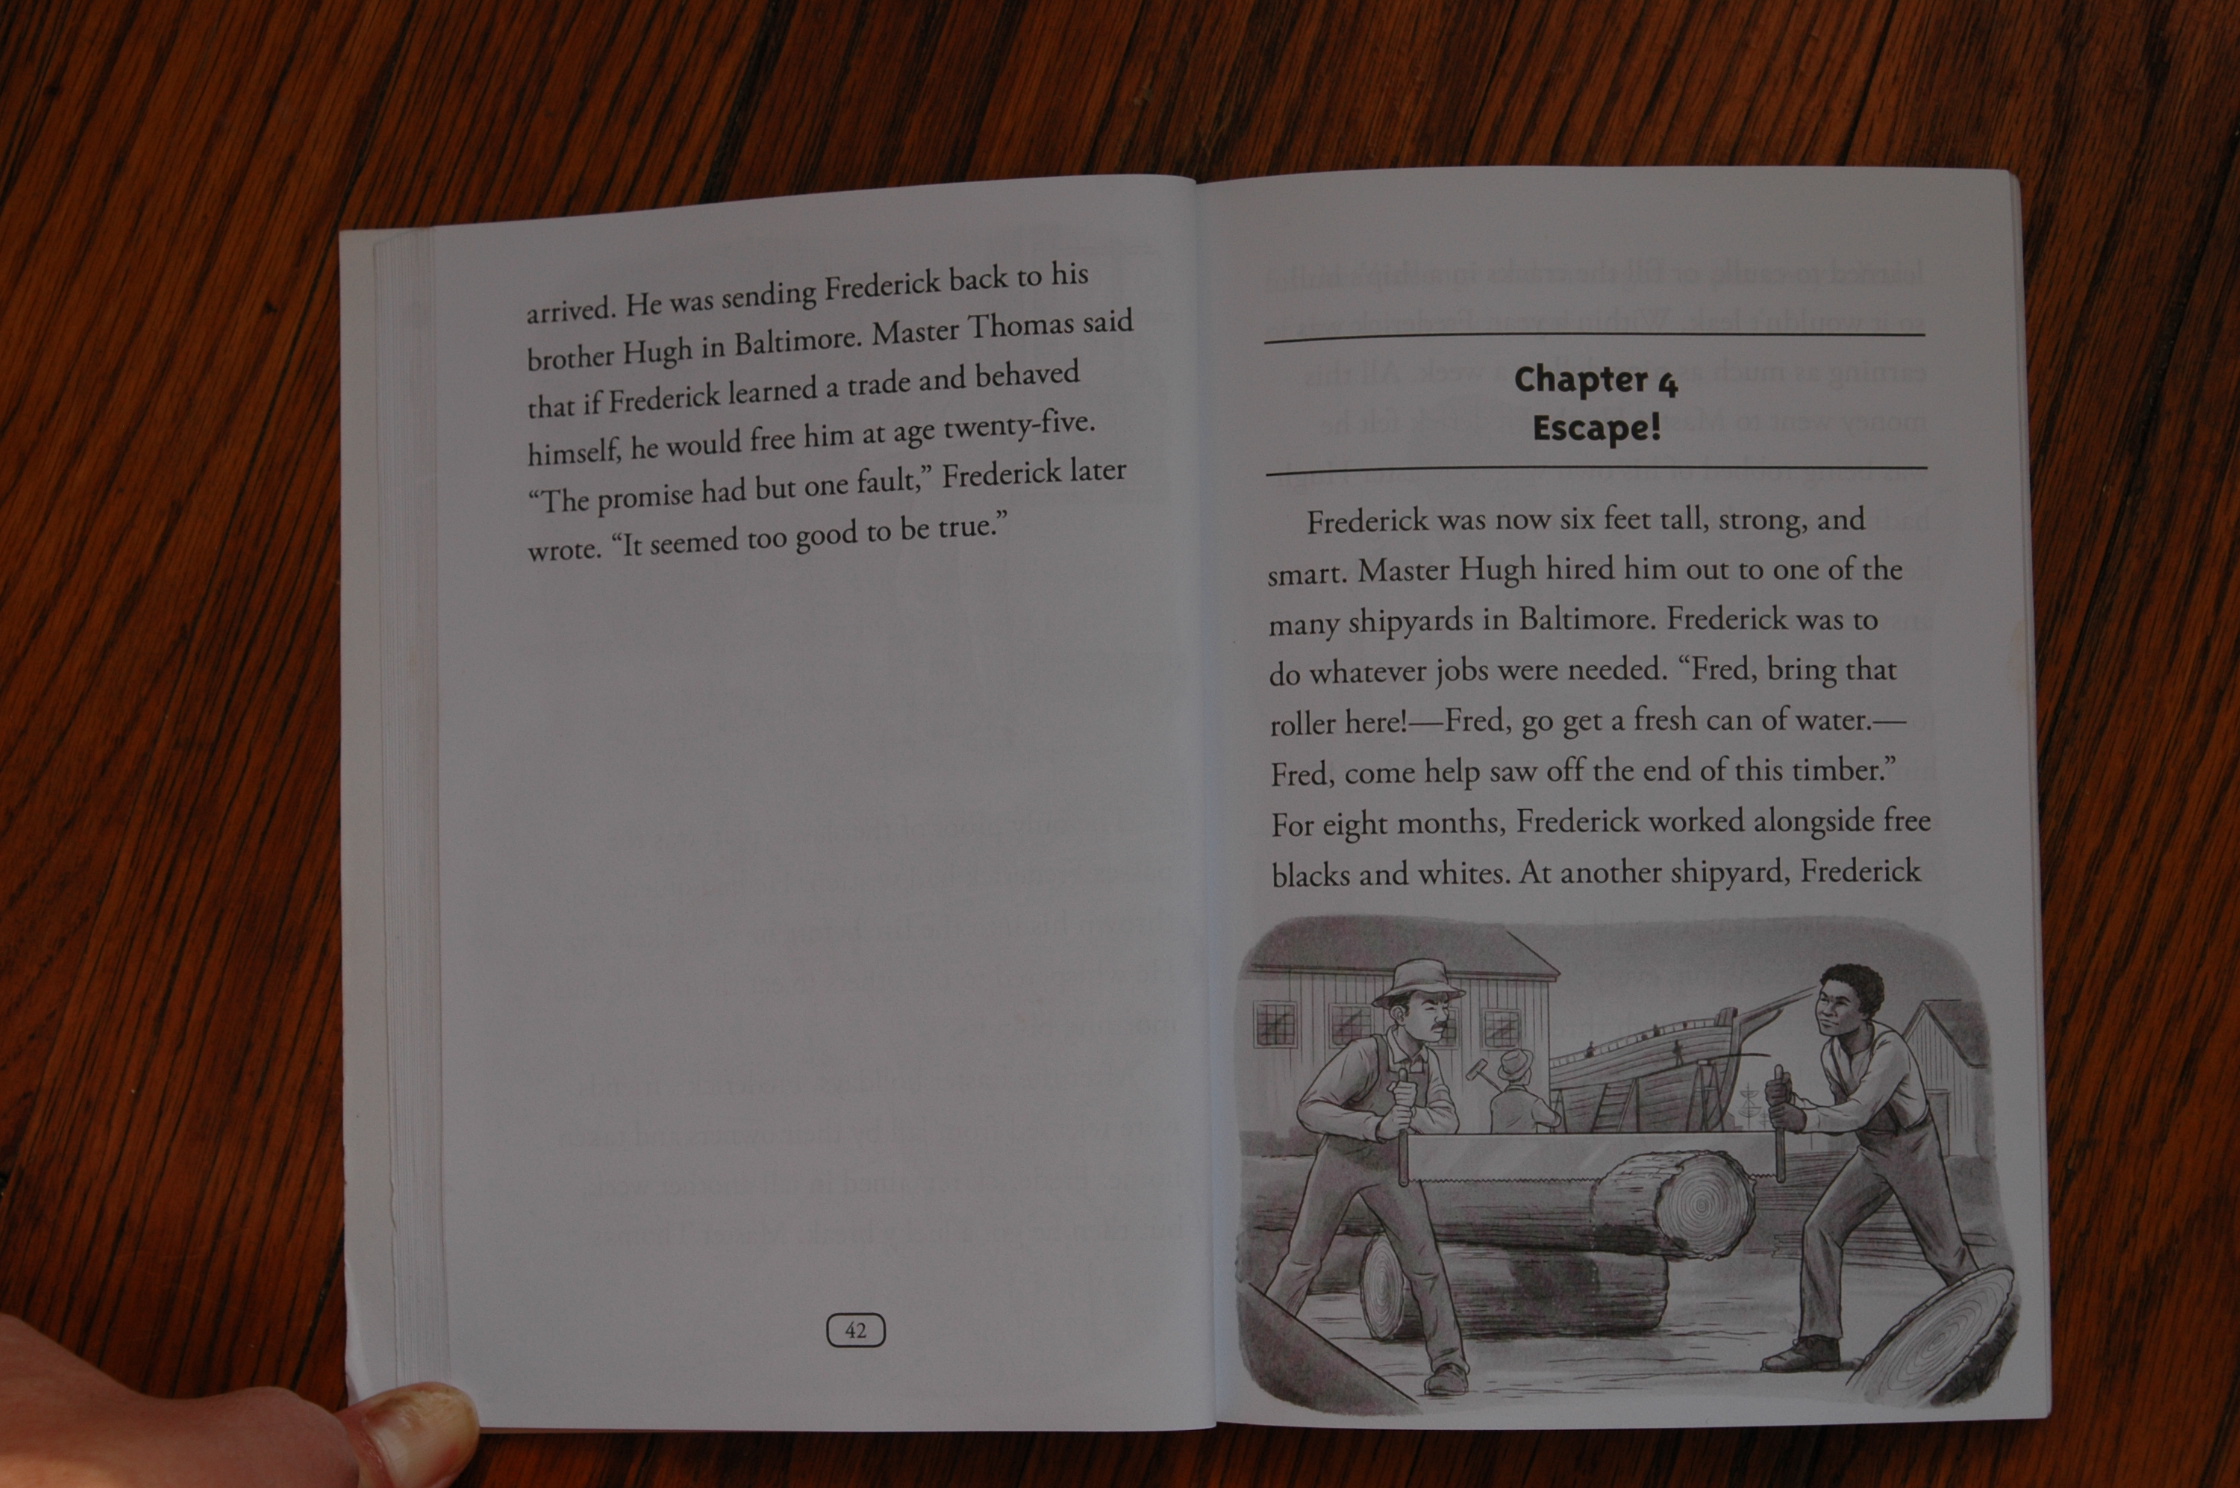 arrived. He was sending Frederick back to his
brother Hugh in Baltimore. Master Thomas said
that if Frederick learned a trade and behaved
himself, he would free him at age twenty-five.
“The promise had but one fault,” Frederick later
wrote. “It seemed too good to be true.”
42
Chapter 4
Escape!
Frederick was now six feet tall, strong, and
smart. Master Hugh hired him out to one of the
many shipyards in Baltimore. Frederick was to
do whatever jobs were needed. “Fred, bring that
roller here!—Fred, go get a fresh can of water.—
Fred, come help saw off the end of this timber.”
For eight months, Frederick worked alongside free
blacks and whites. At another shipyard, Frederick